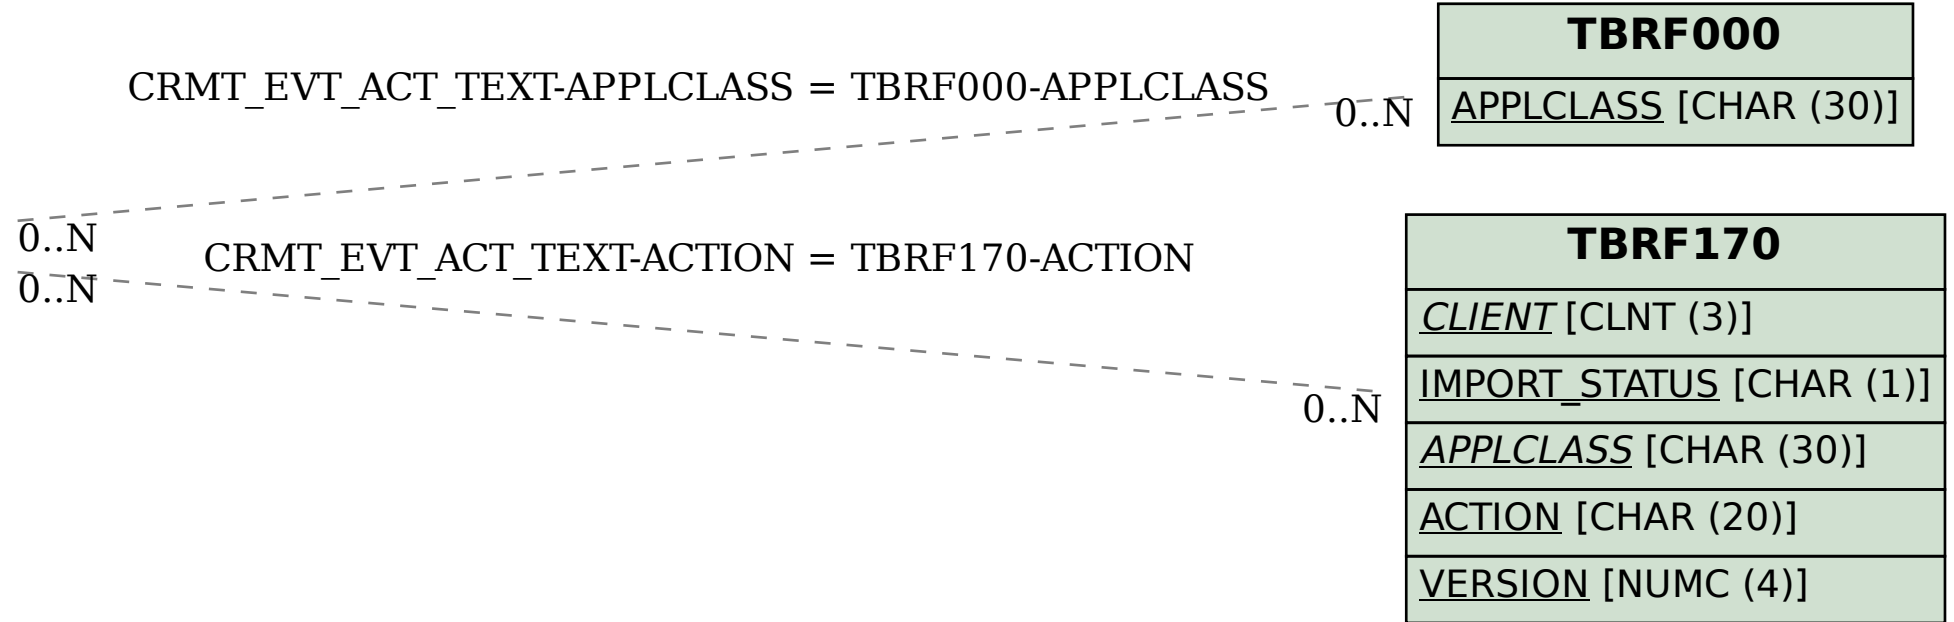 TBRF000
CRMT_EVT_ACT_TEXT-APPLCLASS = TBRF000-APPLCLASS
0..N
APPLCLASS [CHAR (30)]
0..N
CRMT_EVT_ACT_TEXT-ACTION = TBRF170-ACTION
0..N
TBRF170
CLIENT [CLNT (3)]
IMPORT_STATUS [CHAR (1)]
0..N
APPLCLASS [CHAR (30)]
ACTION [CHAR (20)]
VERSION [NUMC (4)]